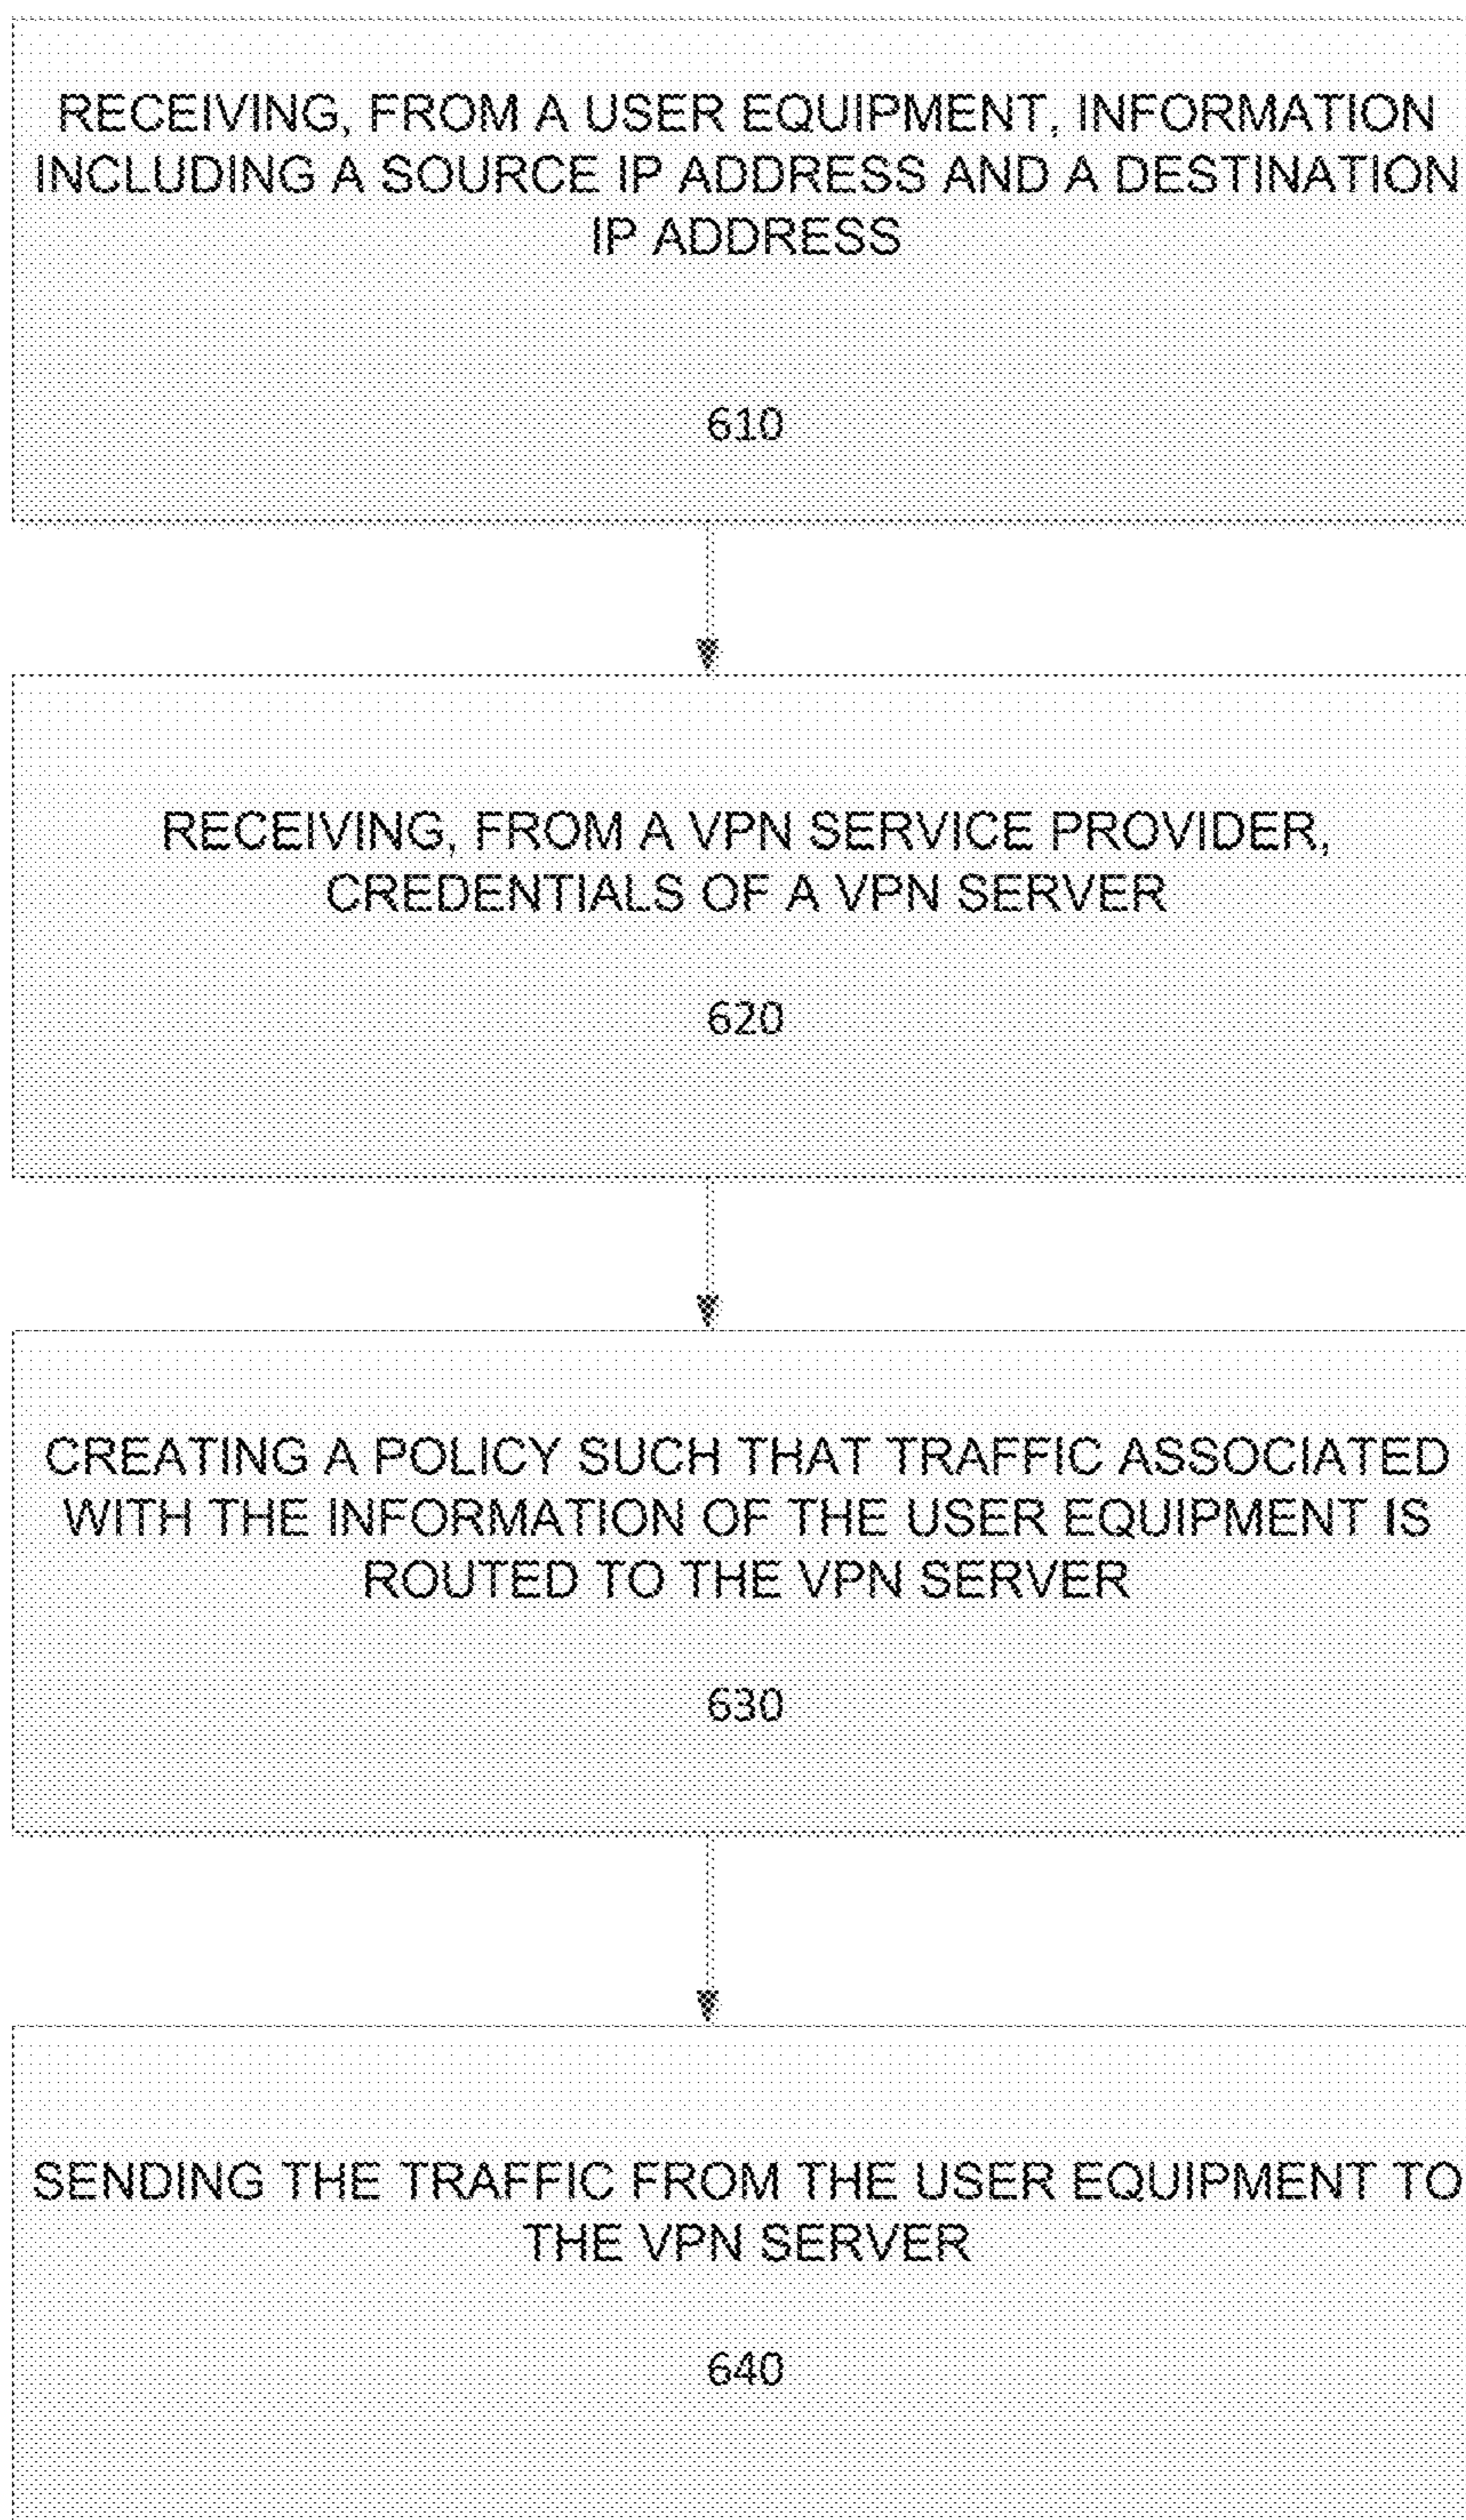 RECEIVING, FROM A USER EQUIPMENT, INFORMATION
INCLUDING A SOURCE IP ADDRESS AND A DESTINATION
IP ADDRESS
610
RECEIVING, FROM A VPN SERVICE PROVIDER,
CREDENTIALS OF A VPN SERVER
620
CREATING A POLICY SUCH THAT TRAFFIC ASSOCIATED
WITH THE INFORMATION OF THE USER EQUIPMENT IS
ROUTED TO THE VPN SERVER
630
SENDING THE TRAFFIC FROM THE USER EQUIPMENT TO
THE VPN SERVER
640